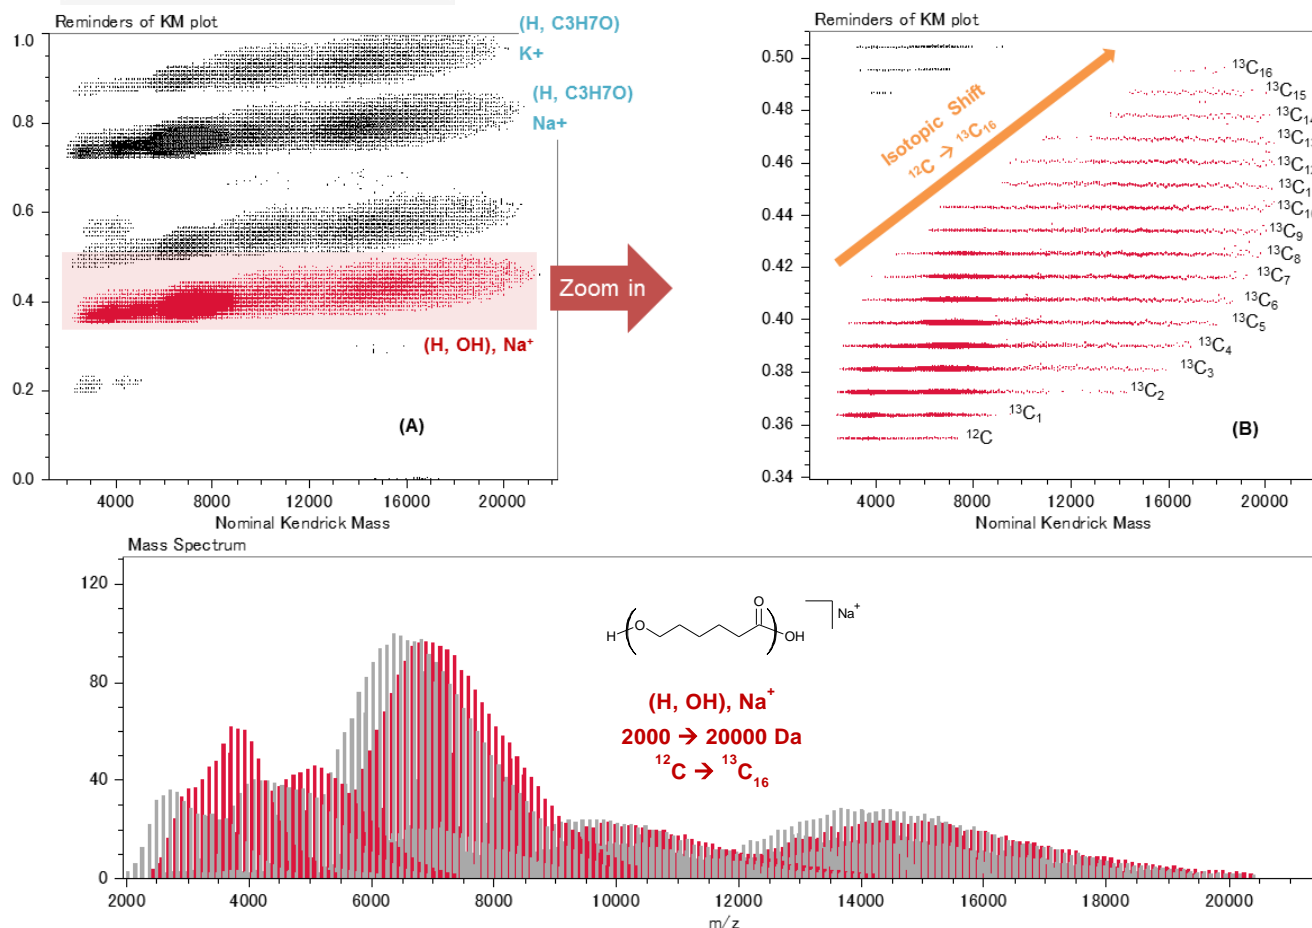 Reminders of KM plot
(H, C3H7O)
K+
(H, C3H7O)
Na+
(H, OH), Na⁺
(A)
1.0
0.8
0.6
0.4
0.2
0.0
4000 8000 12000 16000 20000
Nominal Kendrick Mass
Zoom in
Reminders of KM plot
Isotopic Shift
¹²C → ¹³C₁₆
0.50
0.48
0.46
0.44
0.42
0.40
0.38
0.36
0.34
¹³C₁₆
¹³C₁₅
¹³C₁₄
¹³C₁
¹³C₁₂
¹³C₁
¹³C₁₀
¹³C₉
¹³C₈
¹³C₇
¹³C₆
¹³C₅
¹³C₄
¹³C₃
¹³C₂
¹³C₁
¹²C
(B)
4000 8000 12000 16000 20000
Nominal Kendrick Mass
Mass Spectrum
120
80
40
0
H O O OH Na⁺
(H, OH), Na⁺
2000 → 20000 Da
¹²C → ¹³C₁₆
2000 4000 6000 8000 10000 12000 14000 16000 18000 20000
m/z